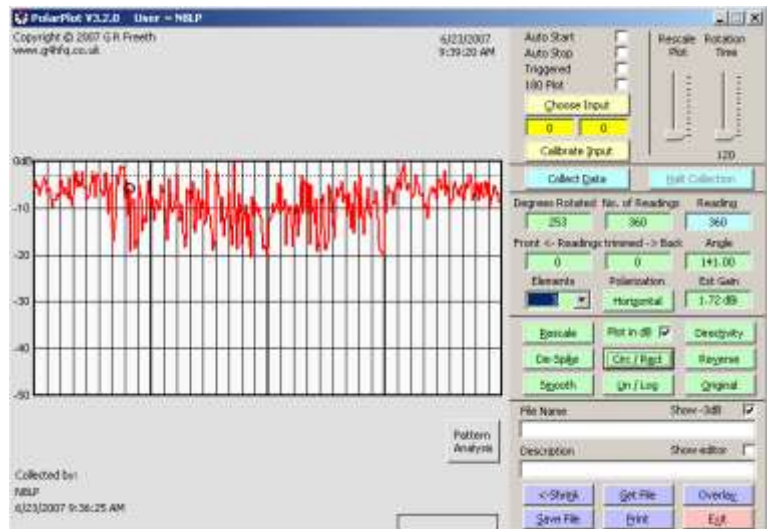 PolarPlot V3.2.0 User = N8LP
Copyright © 2007 G R Freeth
www.g4hfq.co.uk
6/23/2007
9:39:20 AM
0dB
-10
-20
-30
-40
-50
Pattern
Analysis
Collected by:
N8LP
6/23/2007 9:36:25 AM
Auto Start
Auto Stop
Triggered
180 Plot
Choose Input
0 0
Calibrate Input
Rescale Plot
Rotation Time
120
Collect Data Halt Collection
Degrees Rotated No. of Readings Reading
253 360 360
Front <- Readings trimmed -> Back Angle
0 0 141.00
Elements Polarization Est Gain
Horizontal 1.72 dB
Rescale Plot in dB Directivity
De-Spike Circ / Rect Reverse
Smooth Un / Log Original
File Name Show -3dB
Description Show editor
<-Shrink Get File Overlay
Save File Print Exit